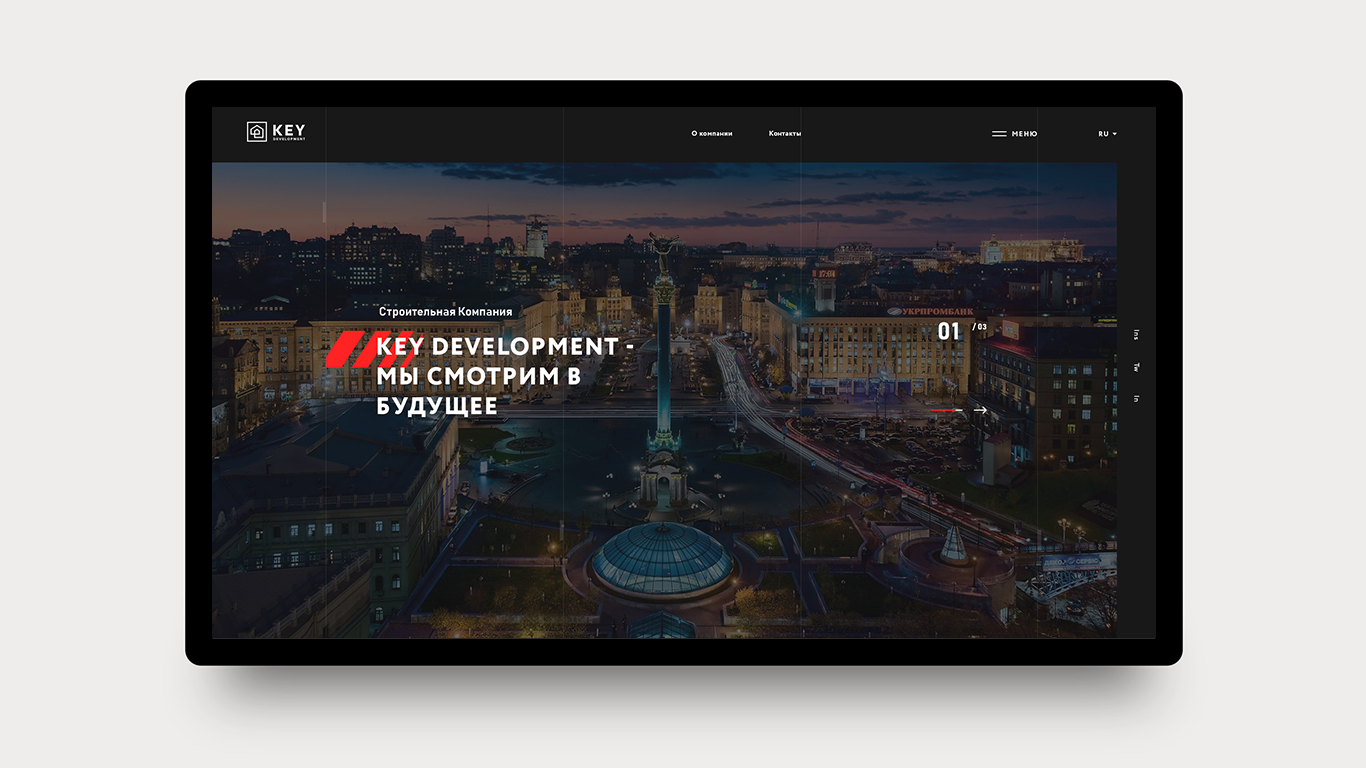 KEY
DEVELOPMENT
О компании
Контакты
МЕНЮ
RU
Строительная Компания
KEY DEVELOPMENT -
МЫ СМОТРИМ В
БУДУЩЕЕ
УКРПРОМБАНК
01
/ 03
Ins
Tw
In